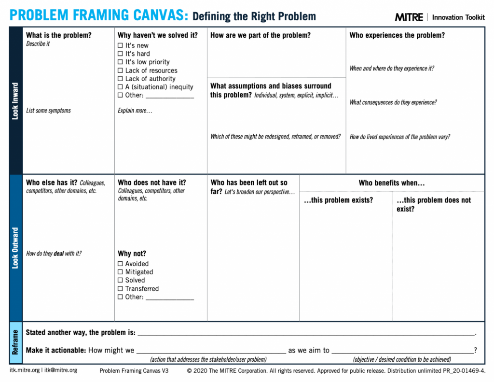 PROBLEM FRAMING CANVAS: Defining the Right Problem
MITRE | Innovation Toolkit
Look Inward
What is the problem?
Describe it
List some symptoms
Why haven't we solved it?
☐ It's new
☐ It's hard
☐ It's low priority
☐ Lack of resources
☐ Lack of authority
☐ A (situational) inequity
☐ Other: _______________
Explain more...
How are we part of the problem?
What assumptions and biases surround
this problem? Individual, system, explicit, implicit...
Which of these might be redesigned, reframed, or removed?
Who experiences the problem?
When and where do they experience it?
What consequences do they experience?
How do lived experiences of the problem vary?
Look Outward
Who else has it? Colleagues,
competitors, other domains, etc.
How do they deal with it?
Who does not have it?
Colleagues, competitors, other
domains, etc.
Why not?
☐ Avoided
☐ Mitigated
☐ Solved
☐ Transferred
☐ Other: _______________
Who has been left out so
far? Let's broaden our perspective...
Who benefits when...
...this problem exists?
...this problem does not
exist?
Reframe
Stated another way, the problem is: _______________
Make it actionable: How might we _______________ as we aim to _______________?
(action that addresses the stakeholder/user problem)
(objective / desired condition to be achieved)
itk.mitre.org | itk@mitre.org
Problem Framing Canvas V3
© 2020 The MITRE Corporation. All rights reserved. Approved for public release. Distribution unlimited PR_20-01469-4.